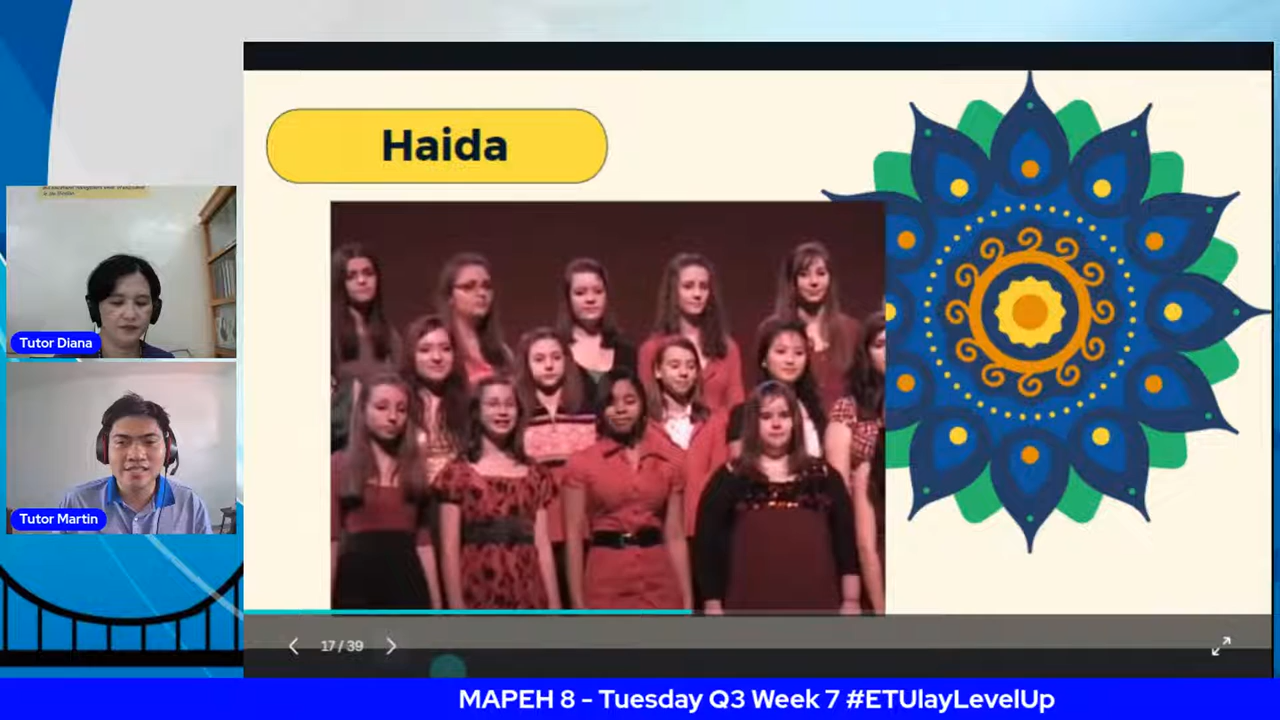 Haida
Tutor Diana
Tutor Martin
17 / 39
MAPEH 8 - Tuesday Q3 Week 7 #ETUlayLevelUp